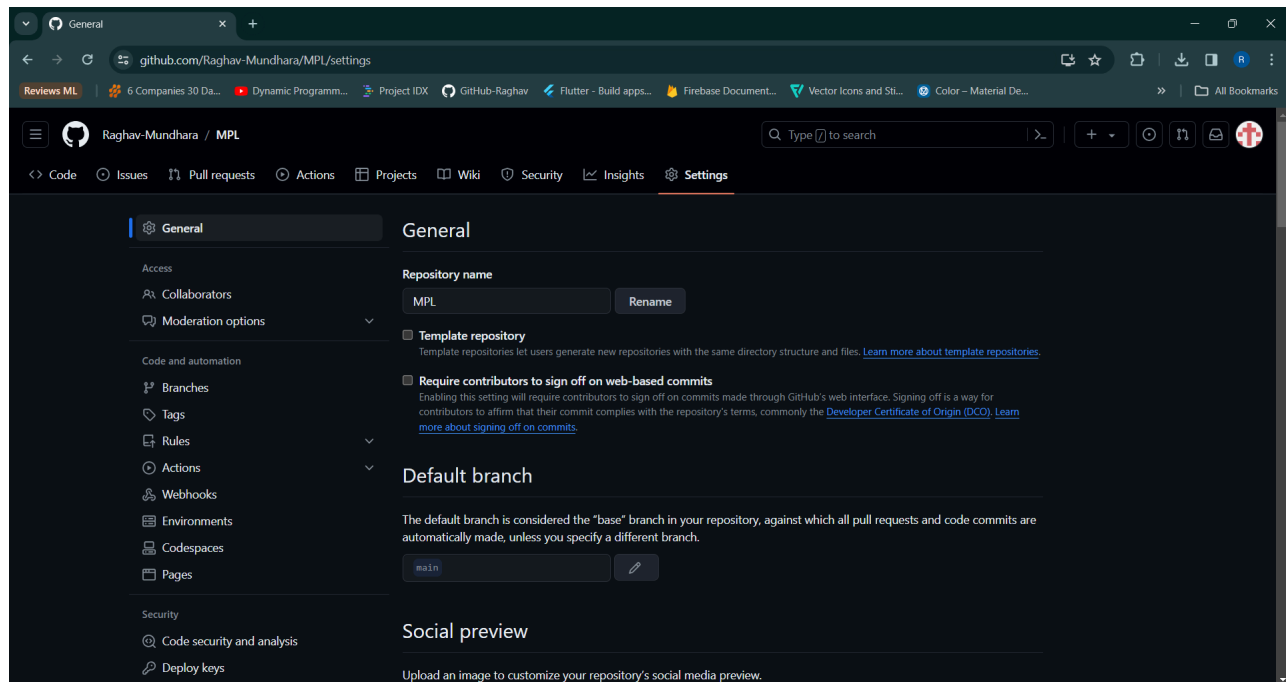 General
github.com/Raghav-Mundhara/MPL/settings
R
Reviews ML
6 Companies 30 Da...
Dynamic Programm...
Project IDX
GitHub-Raghav
Flutter - Build apps...
Firebase Document...
Vector Icons and Sti...
Color – Material De...
»
All Bookmarks
Raghav-Mundhara / MPL
Type / to search
Code
Issues
Pull requests
Actions
Projects
Wiki
Security
Insights
Settings
General
Access
Collaborators
Moderation options
Code and automation
Branches
Tags
Rules
Actions
Webhooks
Environments
Codespaces
Pages
Security
Code security and analysis
Deploy keys
General
Repository name
MPL
Rename
Template repository
Template repositories let users generate new repositories with the same directory structure and files. Learn more about template repositories.
Require contributors to sign off on web-based commits
Enabling this setting will require contributors to sign off on commits made through GitHub's web interface. Signing off is a way for
contributors to affirm that their commit complies with the repository's terms, commonly the Developer Certificate of Origin (DCO). Learn
more about signing off on commits.
Default branch
The default branch is considered the “base” branch in your repository, against which all pull requests and code commits are
automatically made, unless you specify a different branch.
main
Social preview
Upload an image to customize your repository's social media preview.